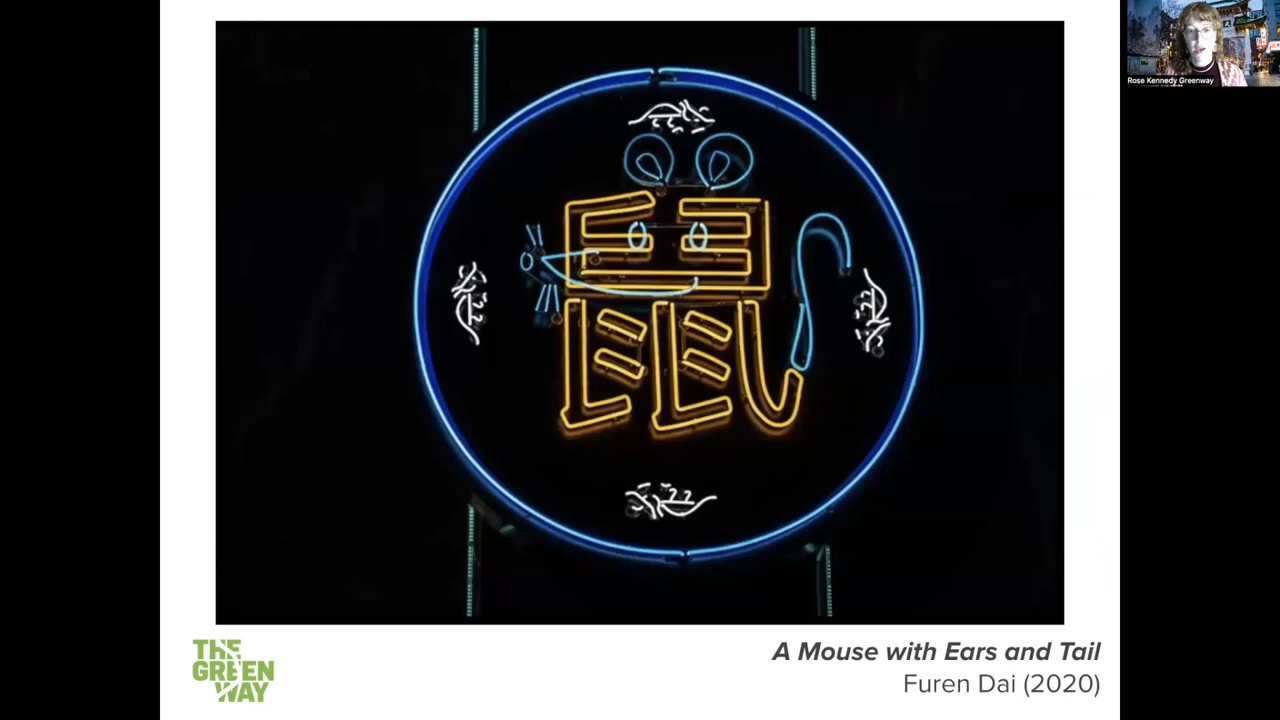 Rose Kennedy Greenway
鼠
THE
GREEN
WAY
A Mouse with Ears and Tail
Furen Dai (2020)